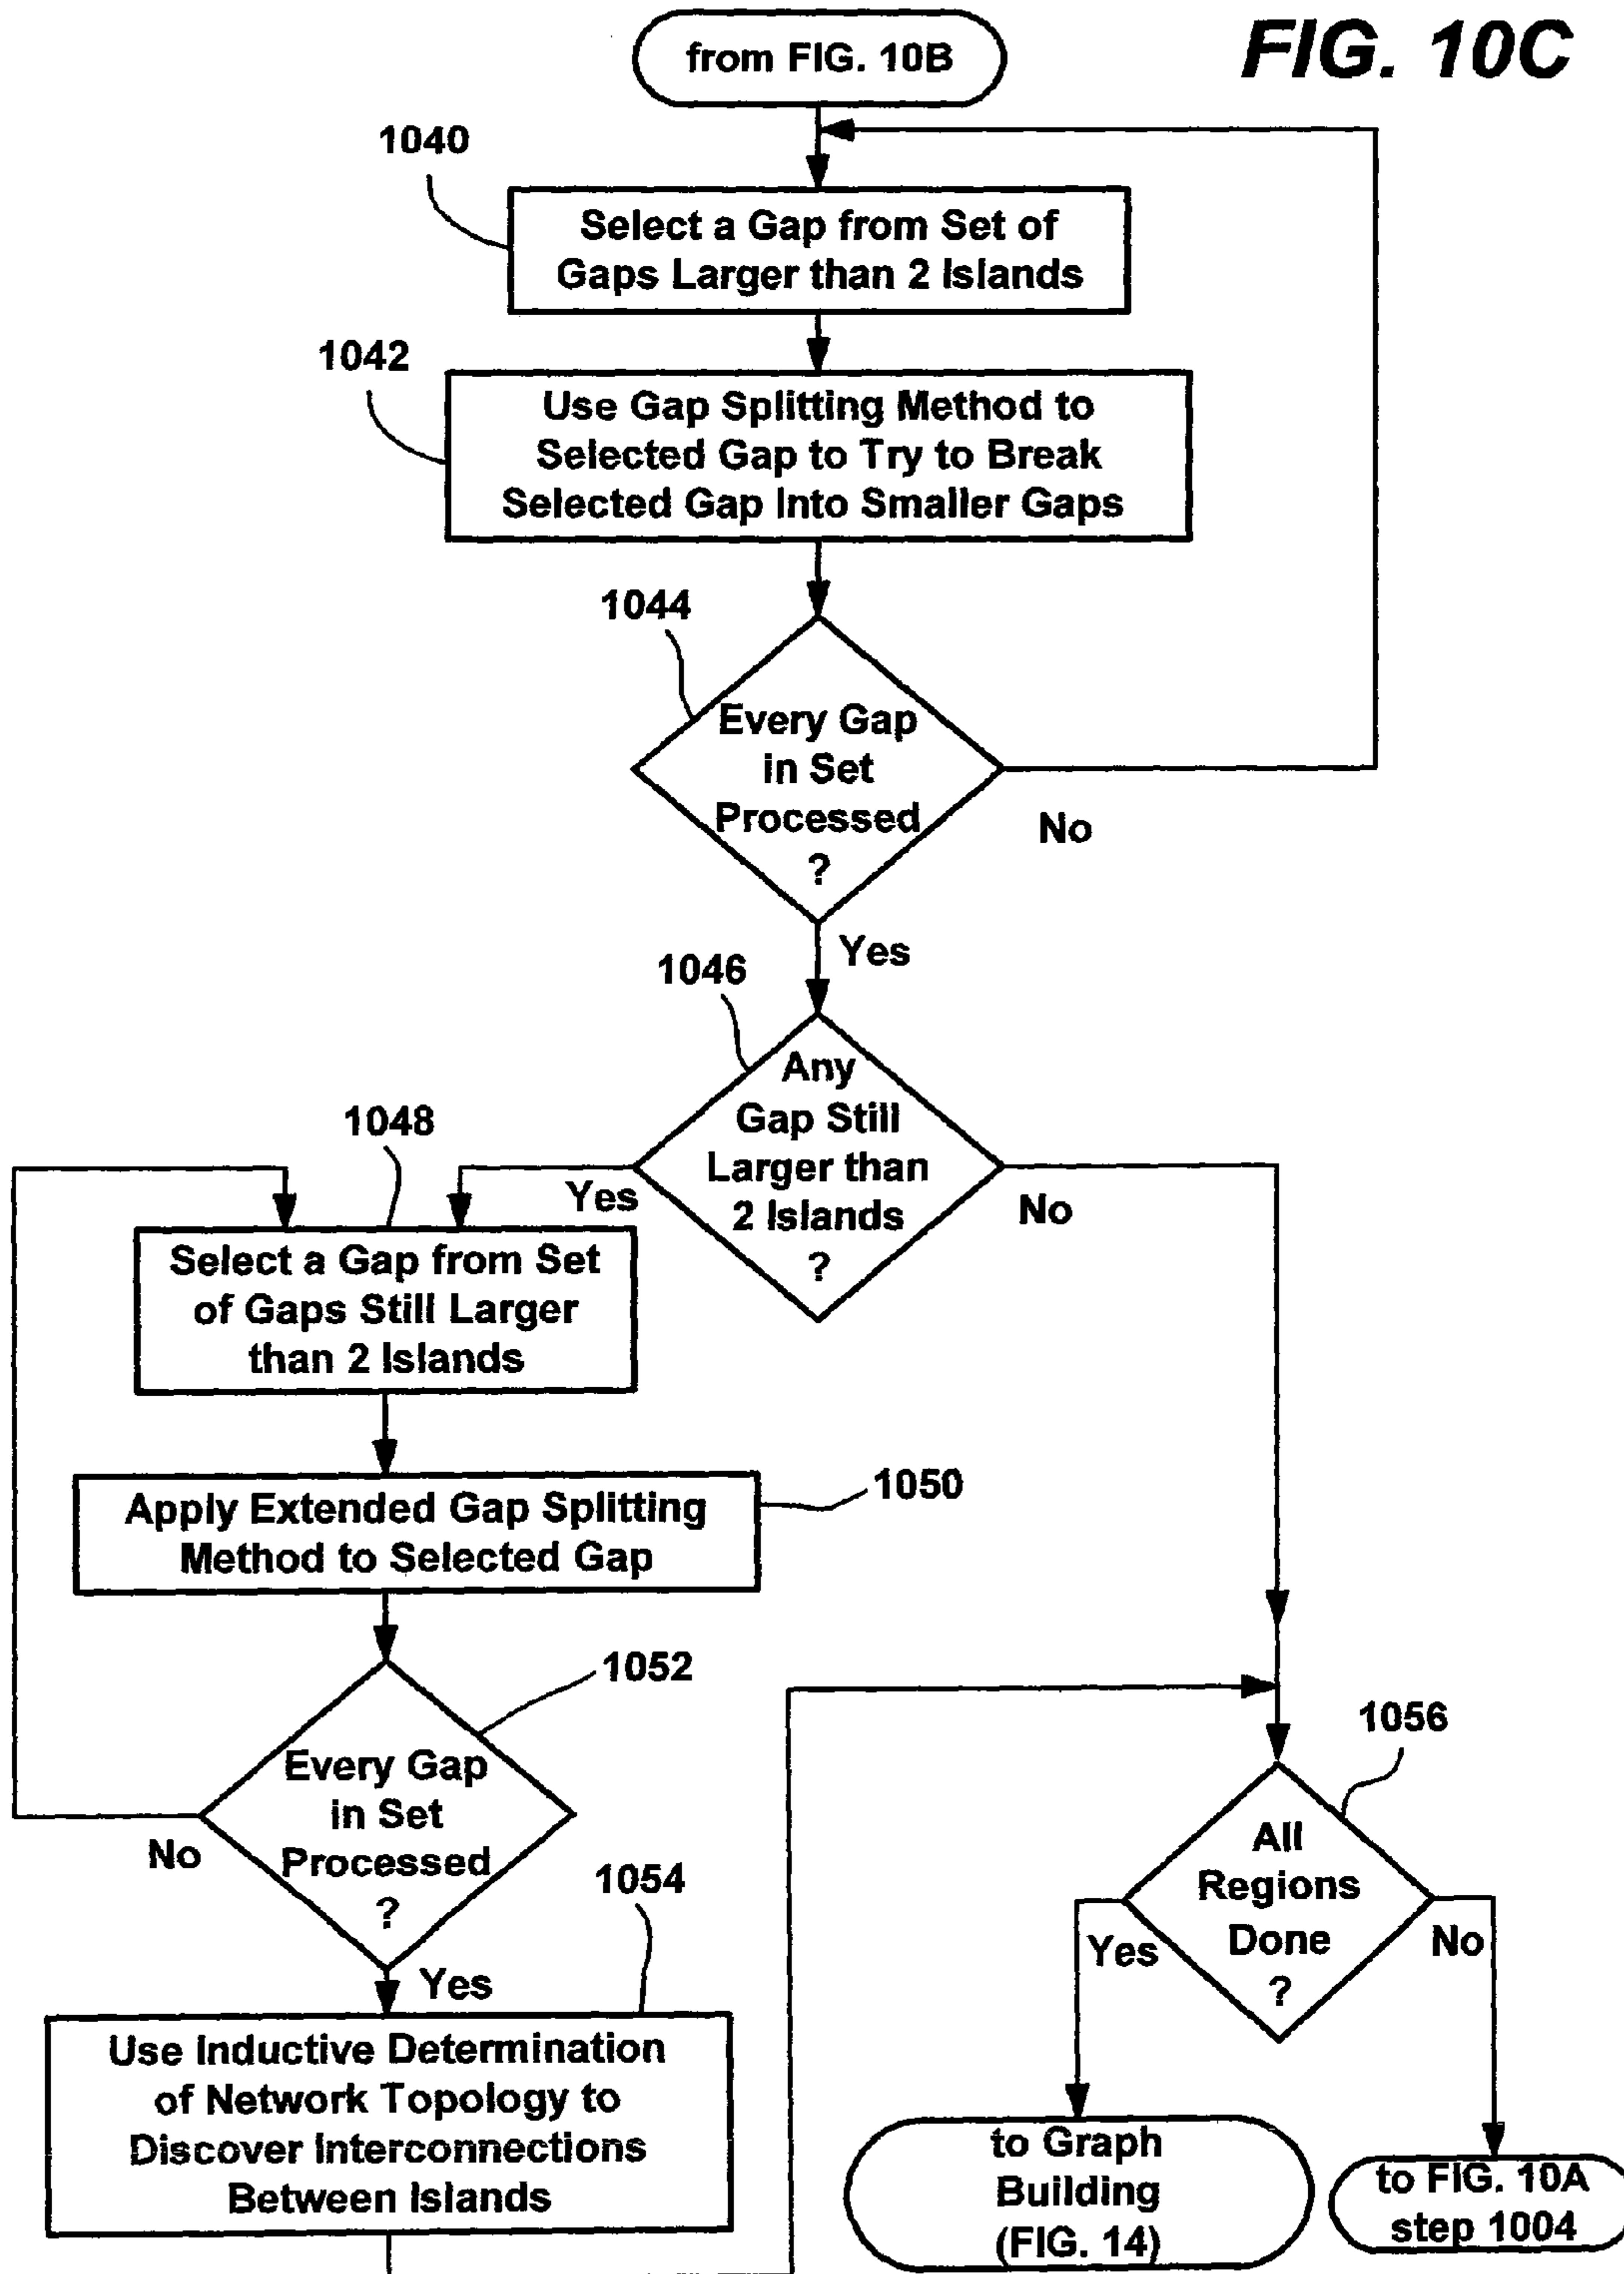 from FIG. 10B
FIG. 10C
1040
Select a Gap from Set of
Gaps Larger than 2 Islands
1042
Use Gap Splitting Method to
Selected Gap to Try to Break
Selected Gap Into Smaller Gaps
1044
Every Gap
in Set
Processed
?
No
Yes
1046
Any
Gap Still
Larger than
2 Islands
?
Yes
No
1048
Select a Gap from Set
of Gaps Still Larger
than 2 Islands
1050
Apply Extended Gap Splitting
Method to Selected Gap
1052
Every Gap
in Set
Processed
?
No
Yes
1054
Use Inductive Determination
of Network Topology to
Discover Interconnections
Between Islands
1056
All
Regions
Done
?
Yes
No
to Graph
Building
(FIG. 14)
to FIG. 10A
step 1004